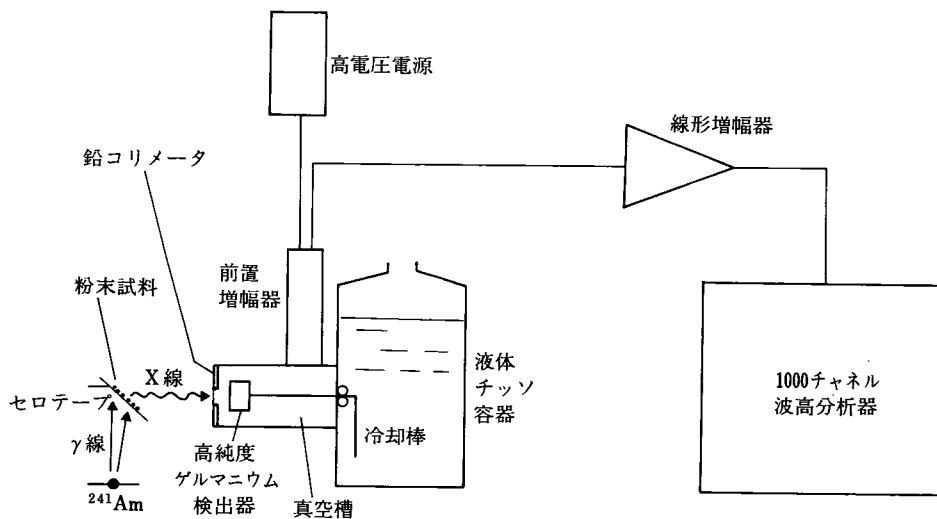 高電圧電源
線形増幅器
鉛コリメータ
前置
増幅器
粉末試料
X線
セロテープ
γ線
²⁴¹Am
高純度
ゲルマニウム
検出器
真空槽
冷却棒
液体
チッソ
容器
1000チャネル
波高分析器